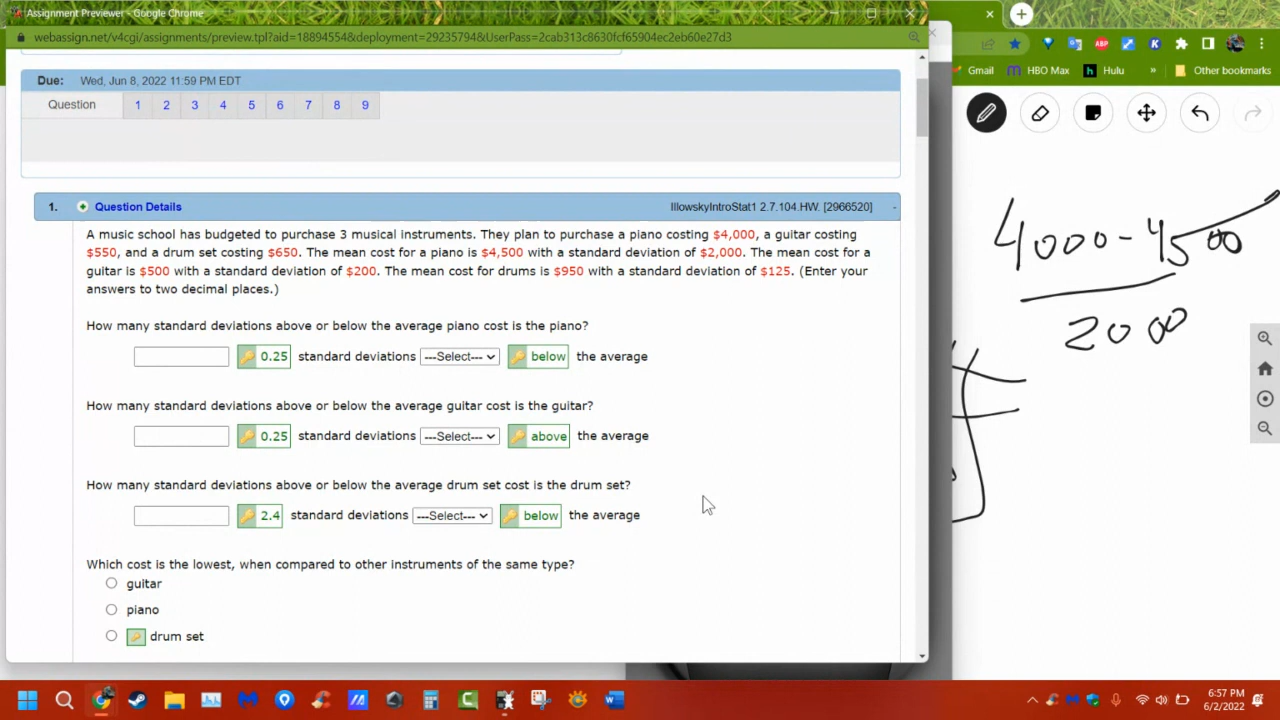 Assignment Previewer - Google Chrome
webassign.net/v4cgi/assignments/preview.tpl?aid=18894554&deployment=29235794&UserPass=2cab313c8630fcf65904ec2eb60e27d3
Gmail
HBO Max
h Hulu
»
Other bookmarks
Due: Wed, Jun 8, 2022 11:59 PM EDT
Question 1 2 3 4 5 6 7 8 9
1. Question Details IllowskyIntroStat1 2.7.104.HW. [2966520] -
A music school has budgeted to purchase 3 musical instruments. They plan to purchase a piano costing $4,000, a guitar costing
$550, and a drum set costing $650. The mean cost for a piano is $4,500 with a standard deviation of $2,000. The mean cost for a
guitar is $500 with a standard deviation of $200. The mean cost for drums is $950 with a standard deviation of $125. (Enter your
answers to two decimal places.)
How many standard deviations above or below the average piano cost is the piano?
0.25 standard deviations ---Select--- below the average
How many standard deviations above or below the average guitar cost is the guitar?
0.25 standard deviations ---Select--- above the average
How many standard deviations above or below the average drum set cost is the drum set?
2.4 standard deviations ---Select--- below the average
Which cost is the lowest, when compared to other instruments of the same type?
guitar
piano
drum set
4000 - 4500
2000
6:57 PM
6/2/2022